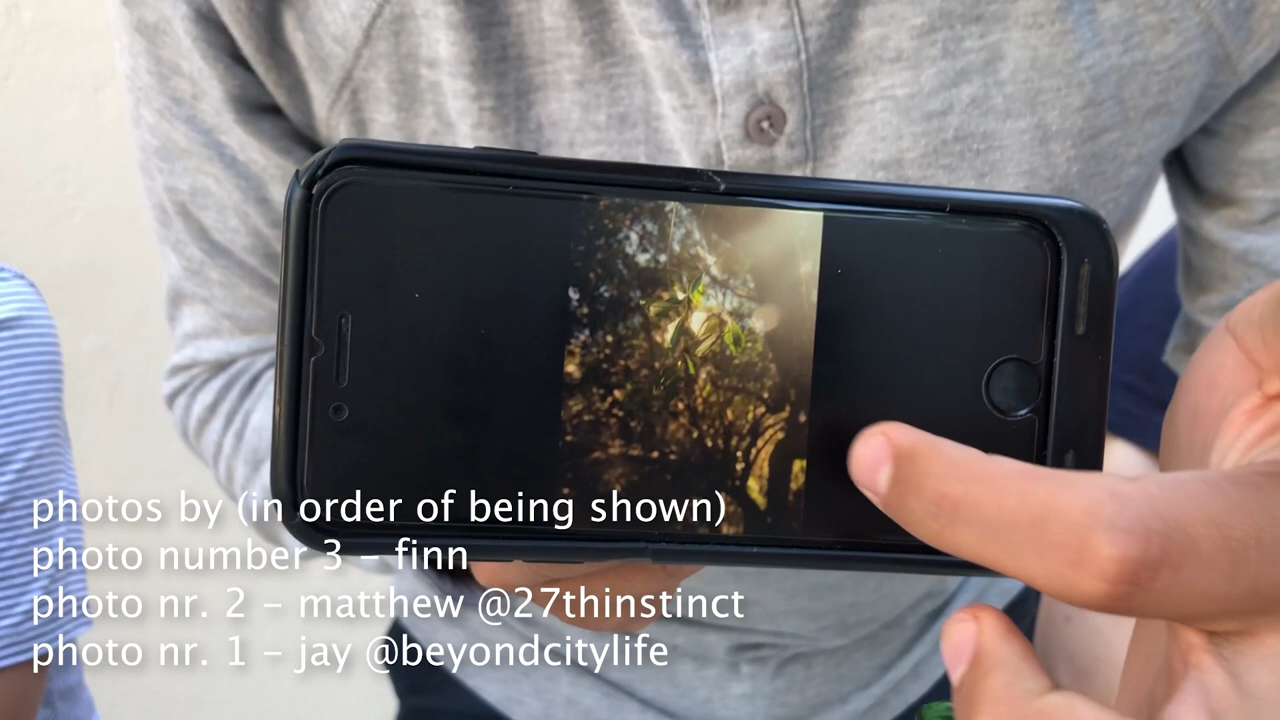 photos by (in order of being shown)
photo number 3 – finn
photo nr. 2 – matthew @27thinstinct
photo nr. 1 – jay @beyondcitylife